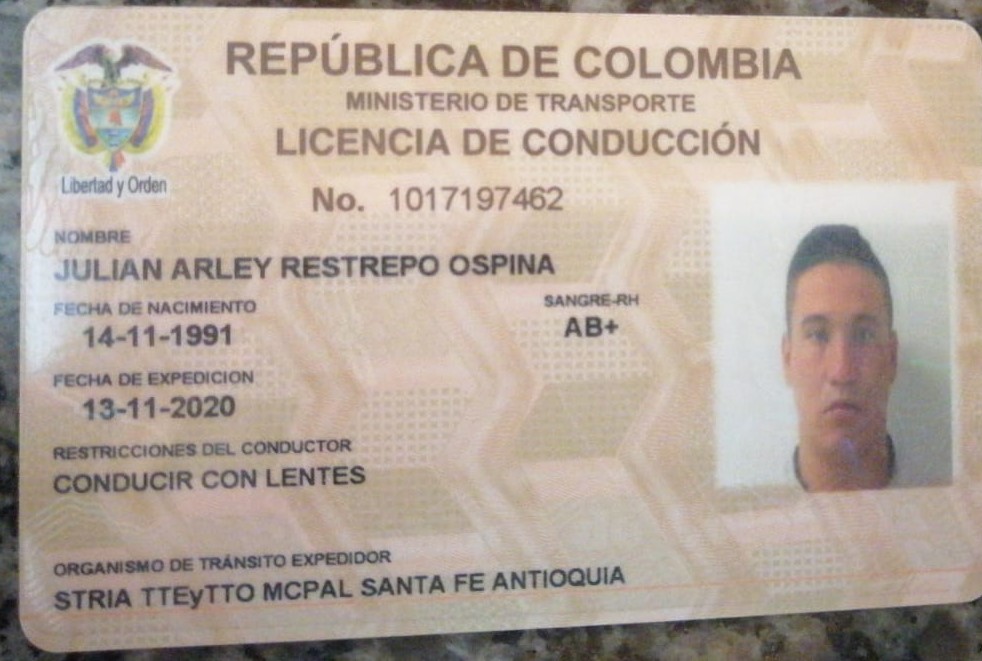 REPÚBLICA DE COLOMBIA
MINISTERIO DE TRANSPORTE
LICENCIA DE CONDUCCIÓN
Libertad y Orden
No. 1017197462
NOMBRE
JULIAN ARLEY RESTREPO OSPINA
FECHA DE NACIMIENTO
14-11-1991
SANGRE-RH
AB+
FECHA DE EXPEDICION
13-11-2020
RESTRICCIONES DEL CONDUCTOR
CONDUCIR CON LENTES
ORGANISMO DE TRÁNSITO EXPEDIDOR
STRIA TTEyTTO MCPAL SANTA FE ANTIOQUIA